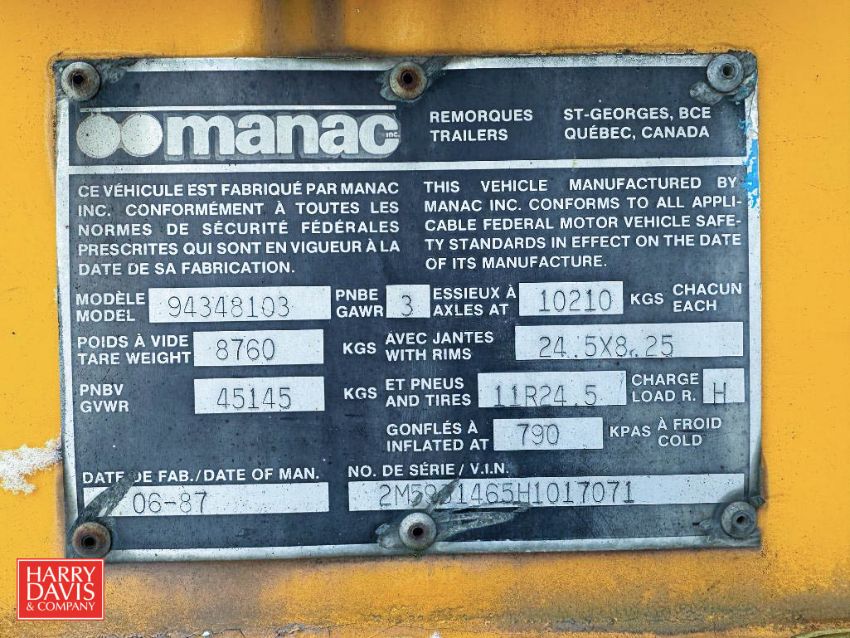 manac inc.
REMORQUES
TRAILERS
ST-GEORGES, BCE
QUÉBEC, CANADA
CE VÉHICULE EST FABRIQUÉ PAR MANAC
INC. CONFORMÉMENT À TOUTES LES
NORMES DE SÉCURITÉ FÉDÉRALES
PRESCRITES QUI SONT EN VIGUEUR À LA
DATE DE SA FABRICATION.
THIS VEHICLE MANUFACTURED BY
MANAC INC. CONFORMS TO ALL APPLI-
CABLE FEDERAL MOTOR VEHICLE SAFE-
TY STANDARDS IN EFFECT ON THE DATE
OF ITS MANUFACTURE.
MODÈLE
MODEL 94348103
PNBE
GAWR 3
ESSIEUX À
AXLES AT 10210 KGS
CHACUN
EACH
POIDS À VIDE
TARE WEIGHT 8760 KGS
AVEC JANTES
WITH RIMS 24.5X8.25
PNBV
GVWR 45145 KGS
ET PNEUS
AND TIRES 11R24.5
CHARGE
LOAD R. H
GONFLÉS À
INFLATED AT 790 KPAS
À FROID
COLD
DATE DE FAB./DATE OF MAN.
06-87
NO. DE SÉRIE / V.I.N.
HARRY
DAVIS
& COMPANY